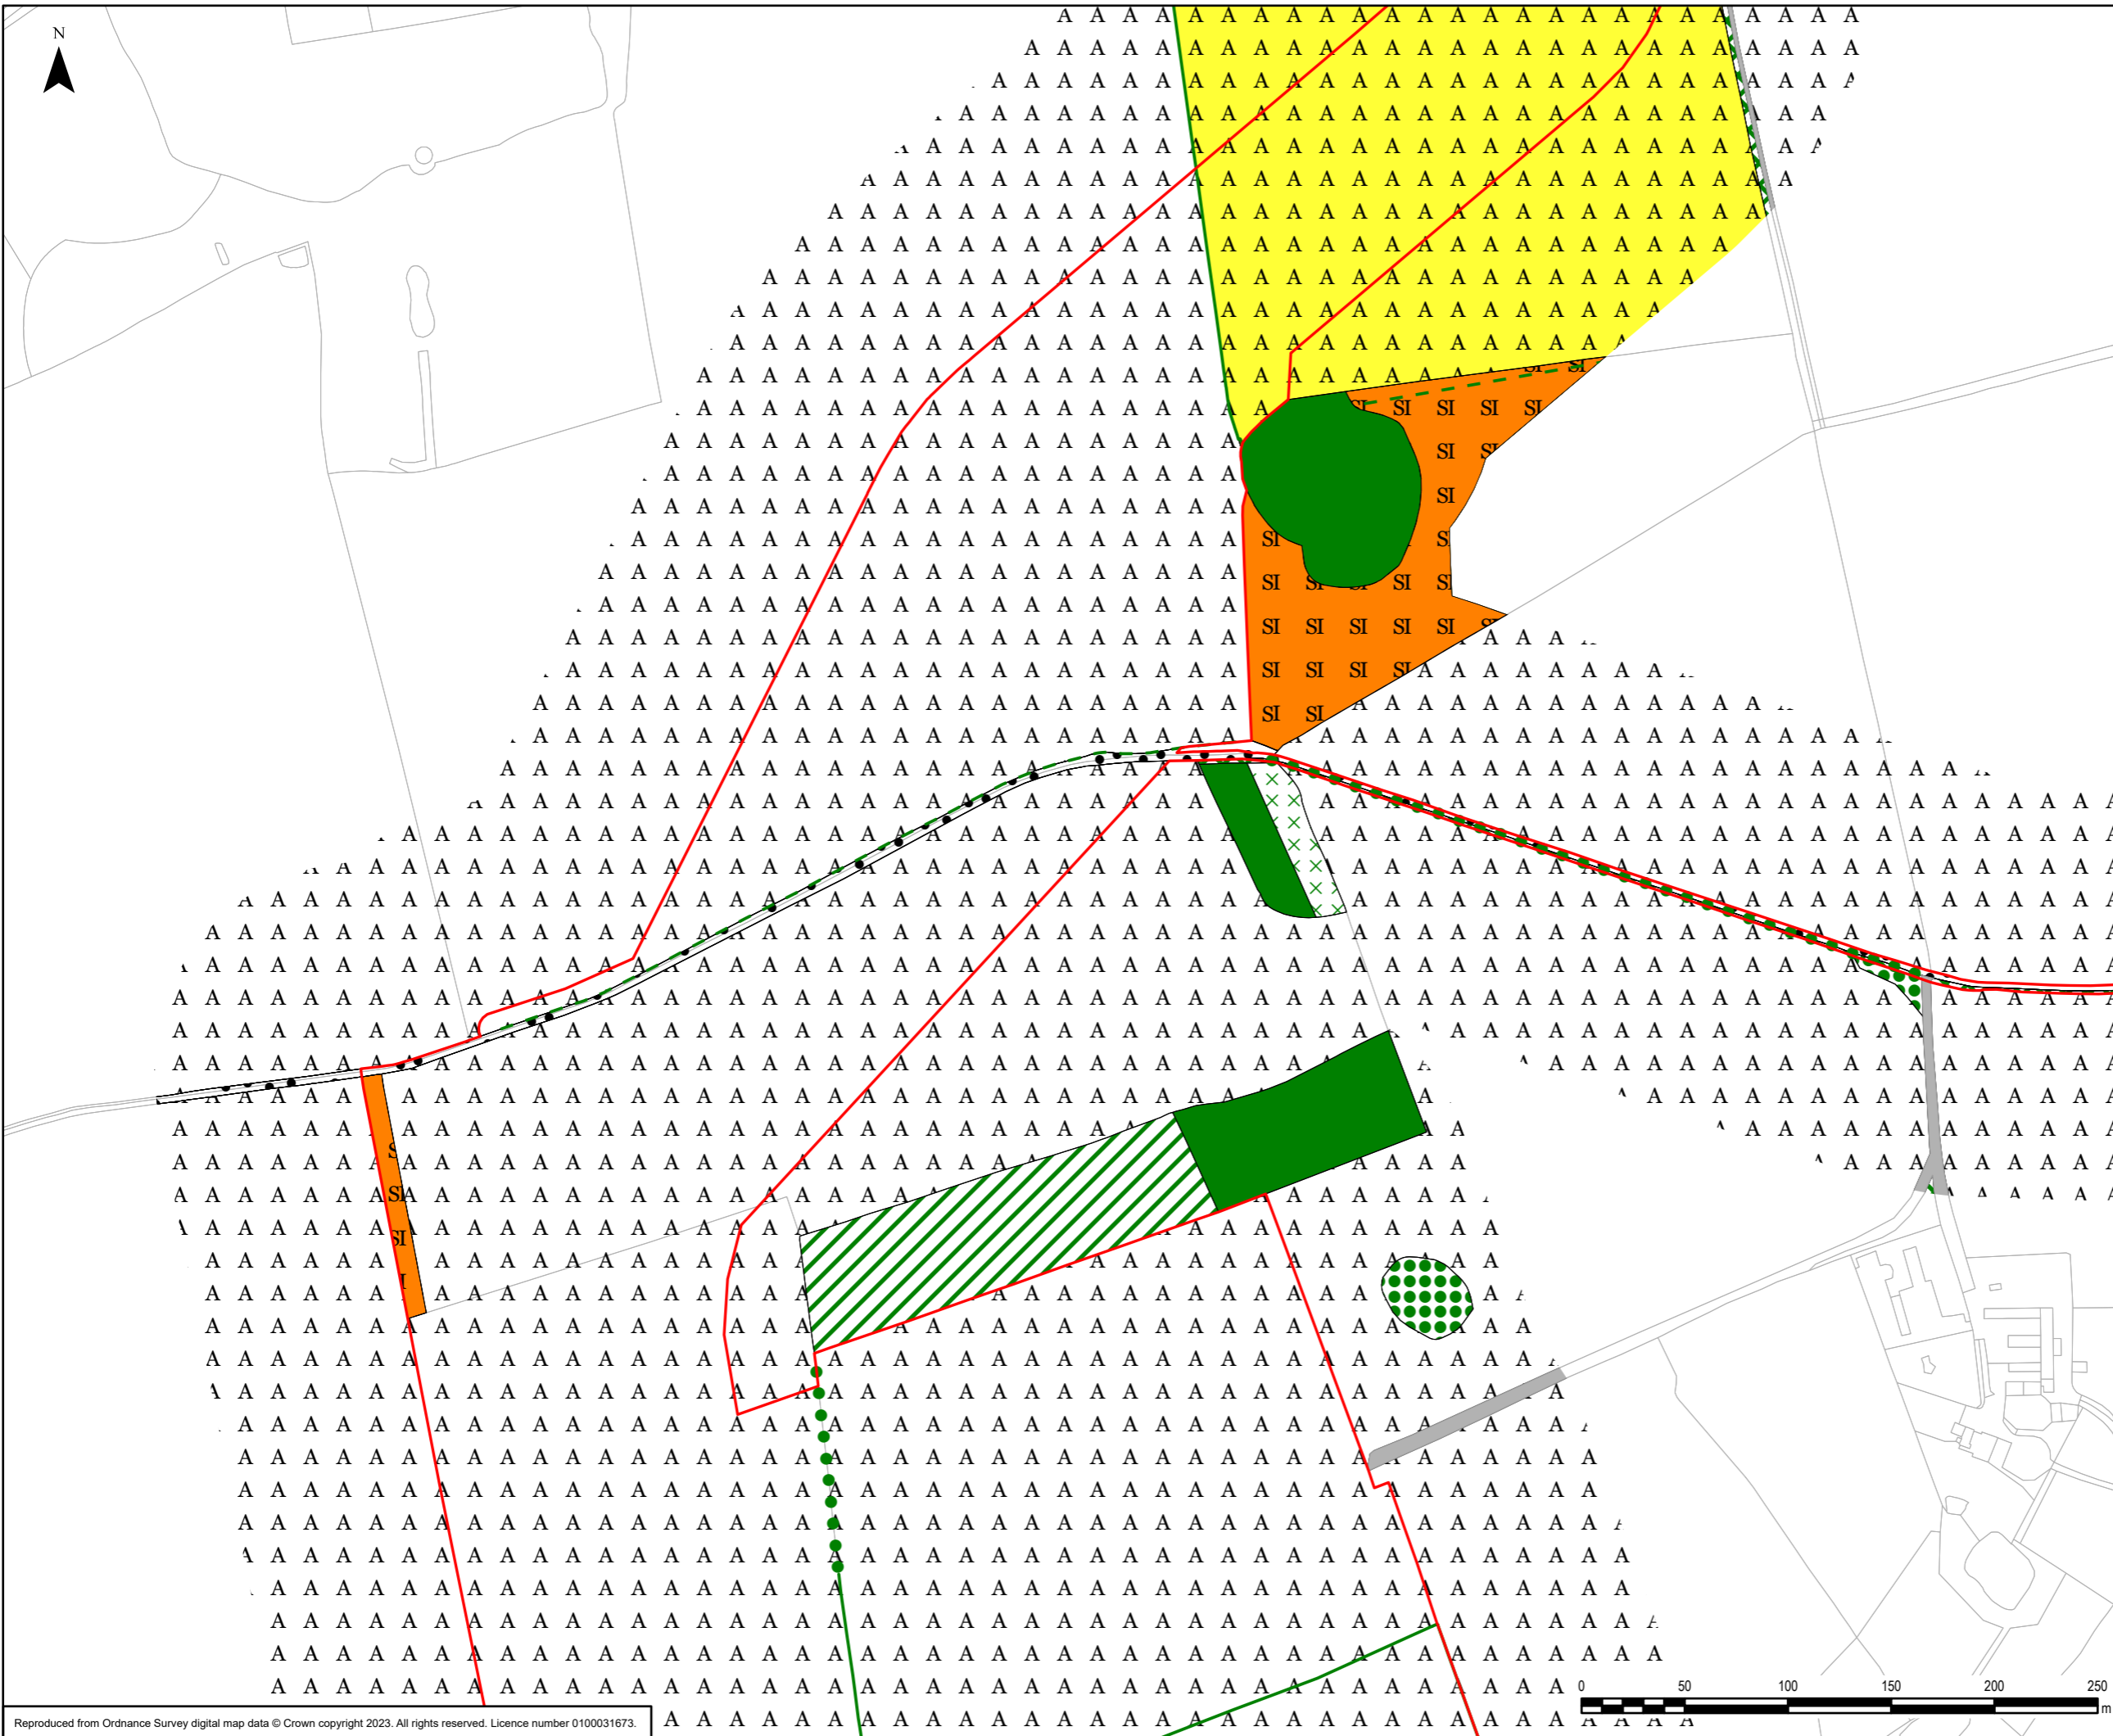 N
SI
A
0 50 100 150 200 250
m
Reproduced from Ordnance Survey digital map data © Crown copyright 2023. All rights reserved. Licence number 0100031673.